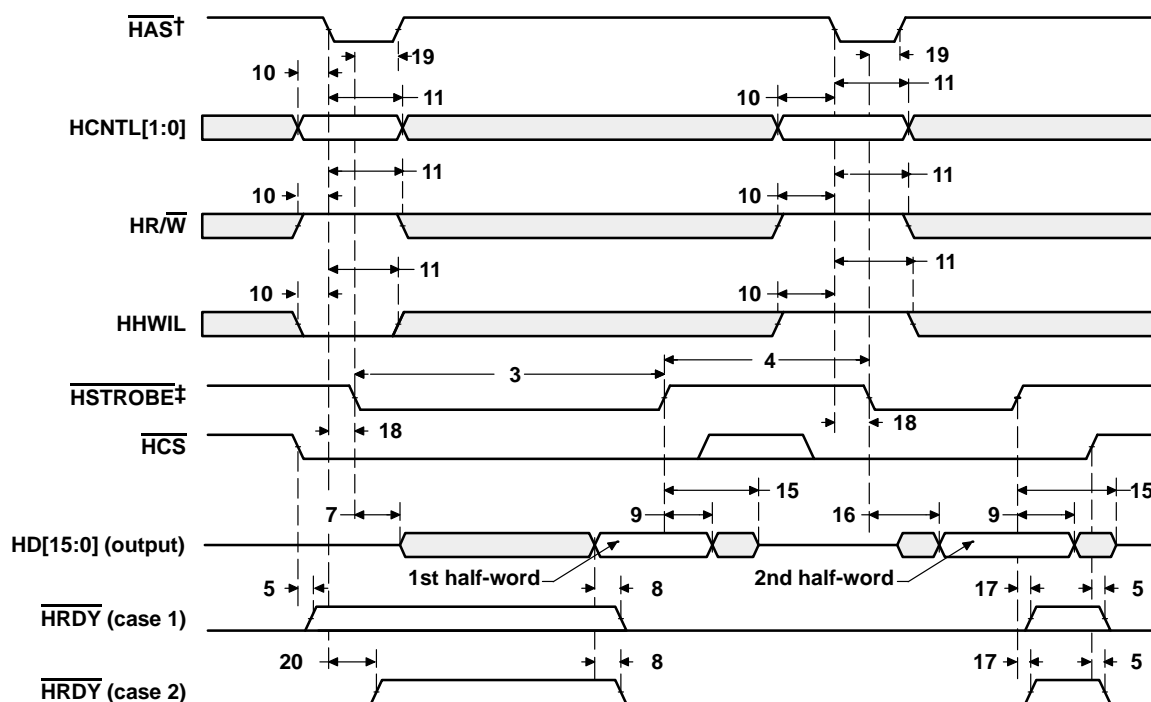 HAS†
19
19
10
11
10
11
HCNTL[1:0]
11
11
10
10
HR/W
11
11
10
10
HHWIL
4
3
HSTROBE‡
18
18
HCS
15
15
7
9
16
9
HD[15:0] (output)
1st half-word
2nd half-word
5
8
17
5
HRDY (case 1)
20
8
17
5
HRDY (case 2)